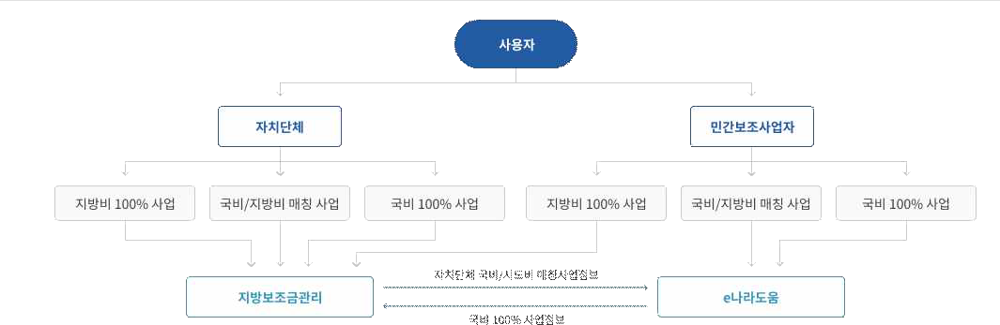 사용자
자치단체
민간보조사업자
지방비 100% 사업
국비/지방비 매칭 사업
국비 100% 사업
지방비 100% 사업
국비/지방비 매칭 사업
국비 100% 사업
자치단체 국비/시도비 매칭사업정보
지방보조금관리
e나라도움
국비 100% 사업정보